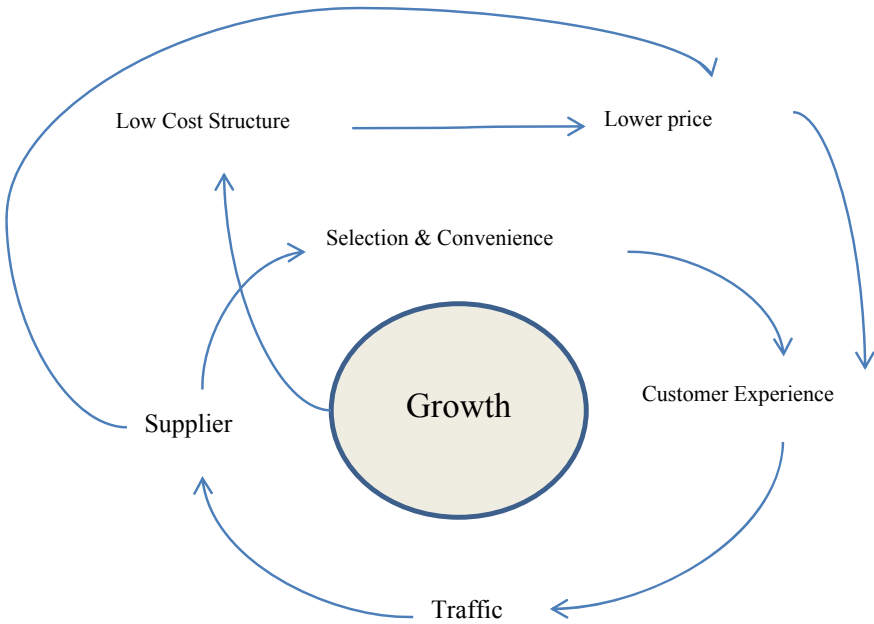 Low Cost Structure
Lower price
Selection & Convenience
Customer Experience
Growth
Supplier
Traffic